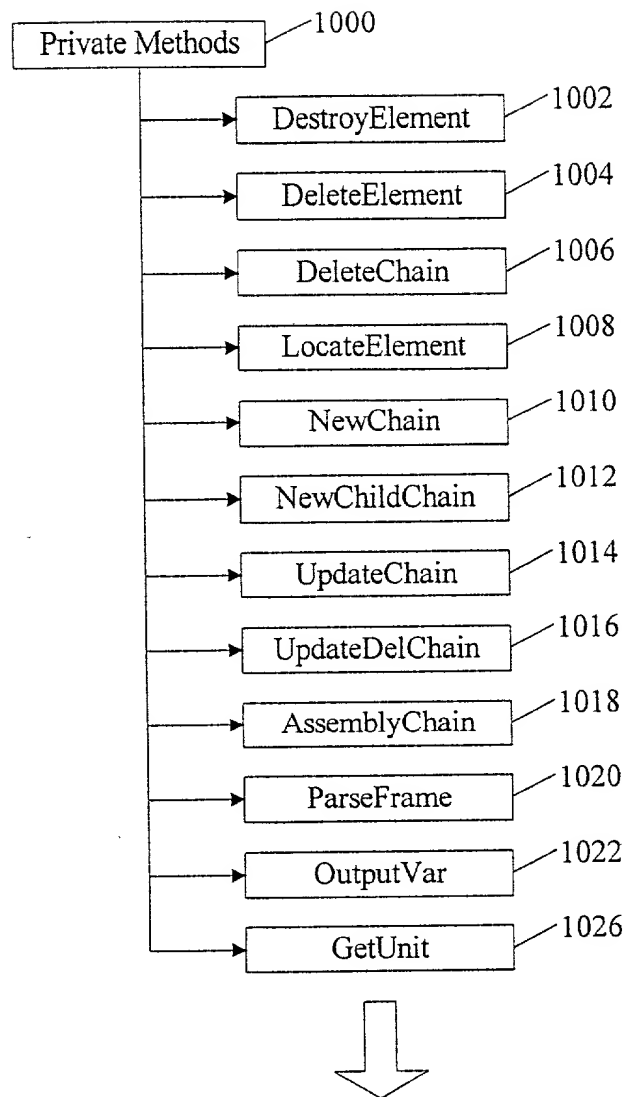 Private Methods 1000
DestroyElement 1002
DeleteElement 1004
DeleteChain 1006
LocateElement 1008
NewChain 1010
NewChildChain 1012
UpdateChain 1014
UpdateDelChain 1016
AssemblyChain 1018
ParseFrame 1020
OutputVar 1022
GetUnit 1026